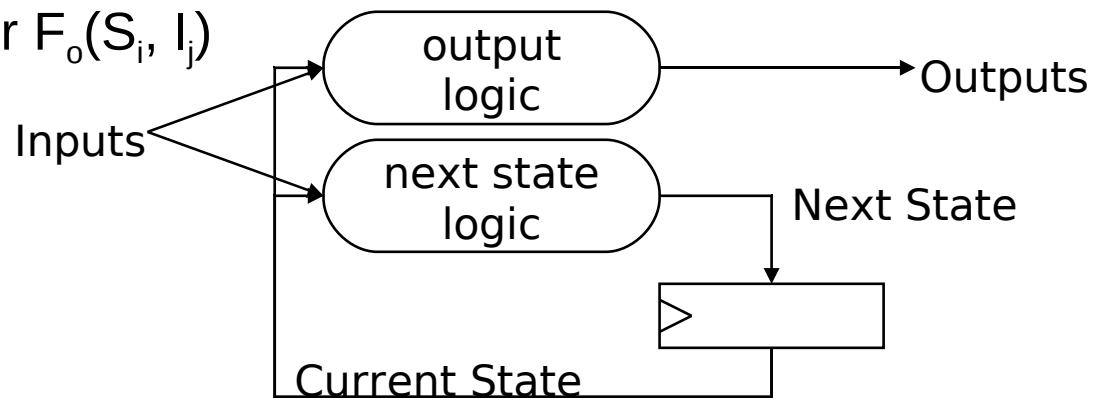 r Fₒ(Sᵢ, Iⱼ)
output
logic
Outputs
Inputs
next state
logic
Next State
Current State